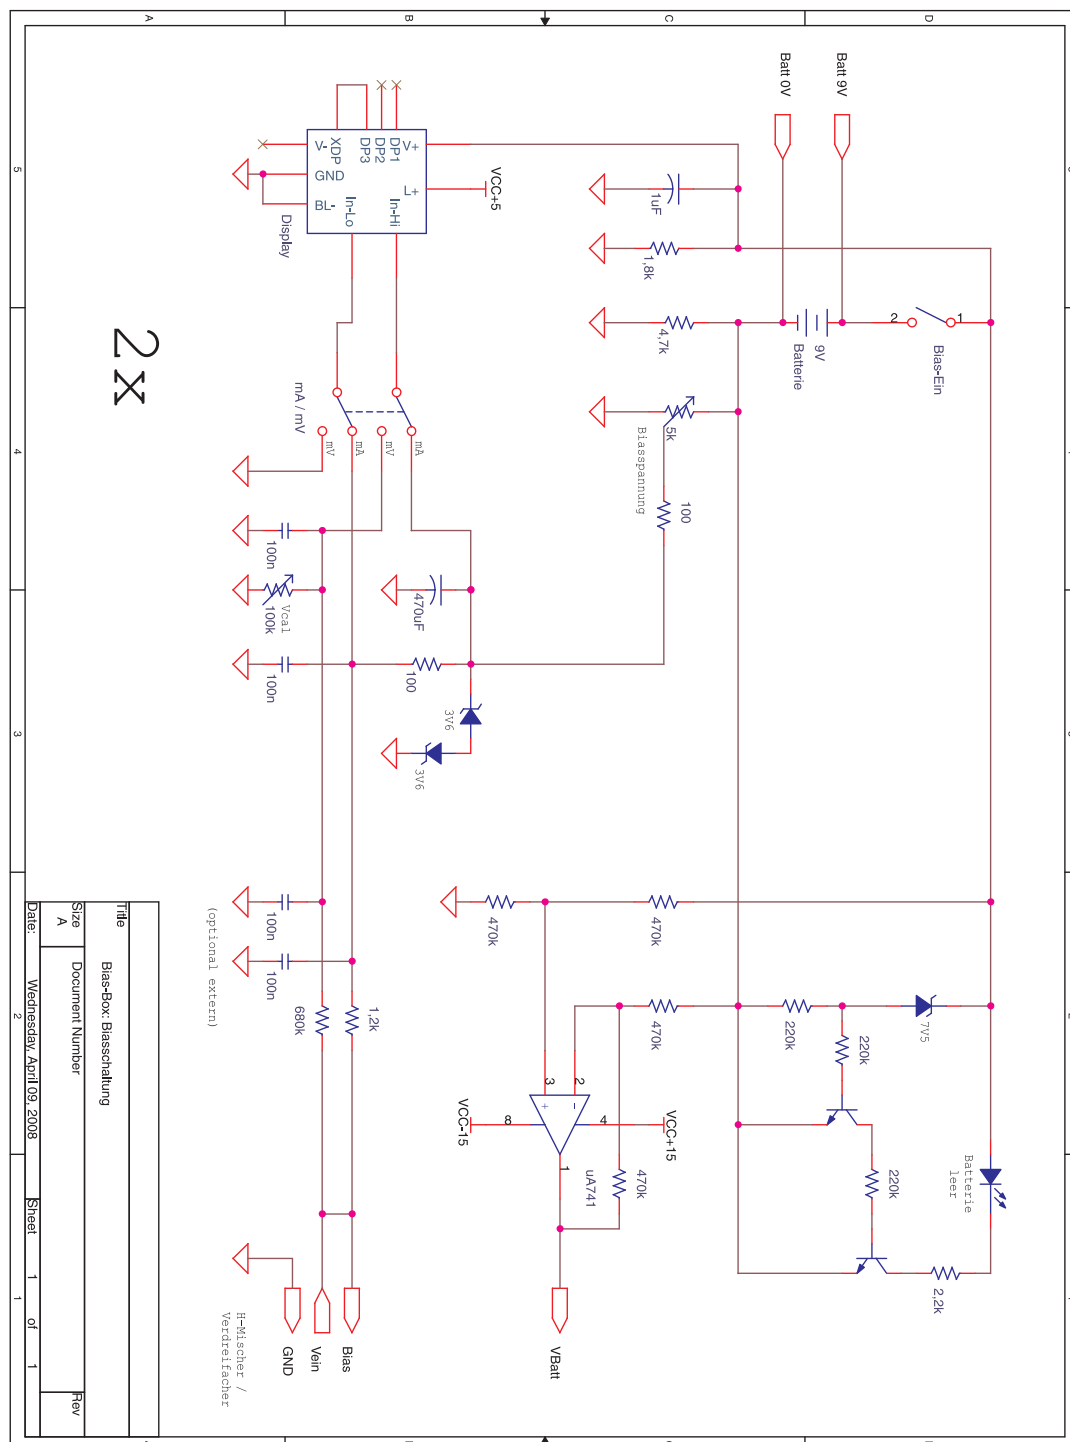 D
C
B
A
5
4
3
2
1
Batt 9V
Batt 0V
9V
Batterie
2
1
Bias-Ein
1uF
1,8k
4,7k
5k
Biasspannung
100
VCC+5
V+
L+
DP1
DP2
DP3
XDP
V-
GND
BL-
In-Hi
In-Lo
Display
mA / mV
mA
mV
mA
mV
470uF
100
3V6
3V6
100n
Vcal
100k
100n
100n
100n
(optional extern)
680k
1,2k
470k
470k
470k
470k
220k
7V5
220k
220k
2,2k
Batterie
leer
VCC+15
VCC-15
3
2
8
4
1
+
-
uA741
VBatt
Bias
Vein
GND
H-Mischer /
Verdreifacher
2x
Title
Bias-Box: Biasschaltung
Size
A
Document Number
Rev
Date:
Wednesday, April 09, 2008
Sheet
1
of
1